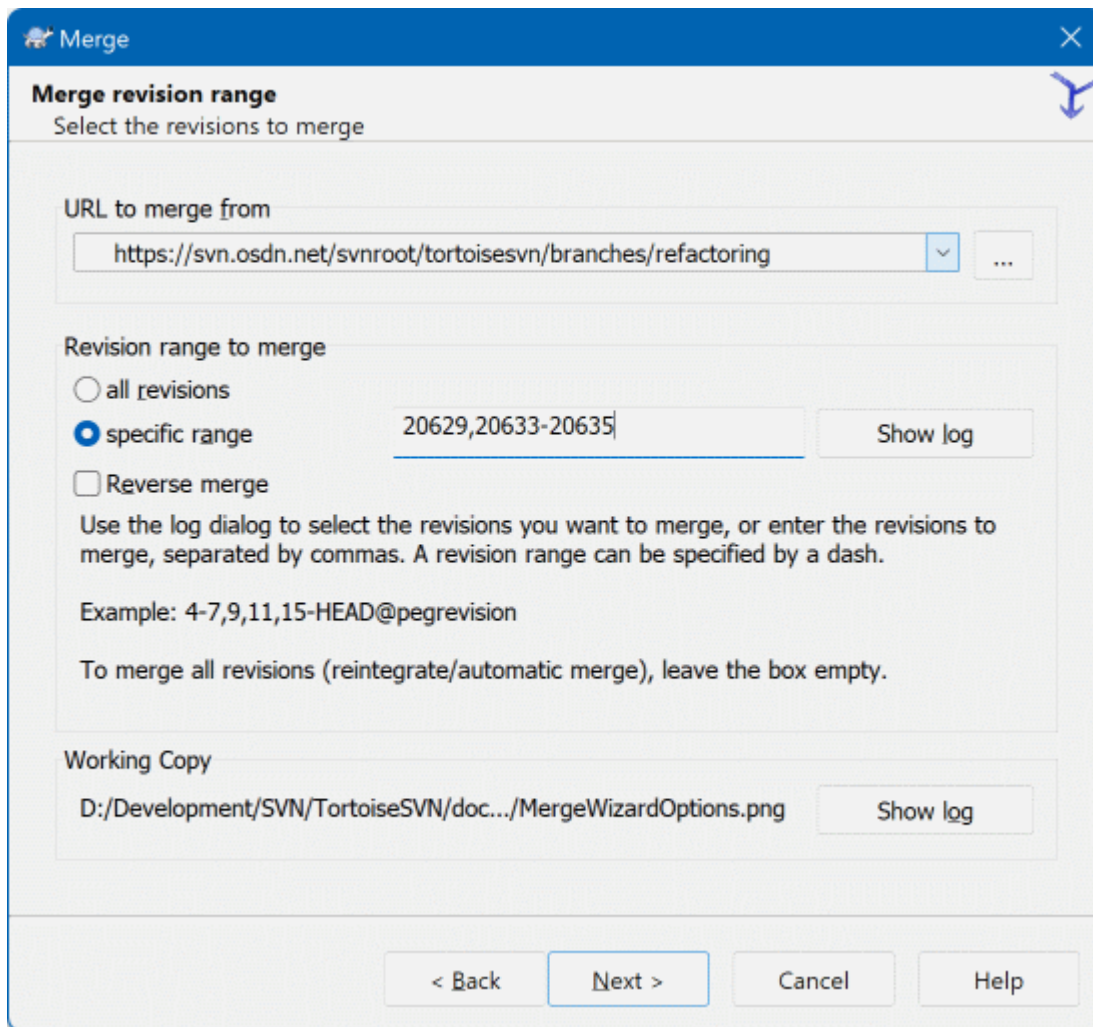 Merge
Merge revision range
Select the revisions to merge
URL to merge from
https://svn.osdn.net/svnroot/tortoisesvn/branches/refactoring
...
Revision range to merge
all revisions
specific range
20629,20633-20635
Show log
Reverse merge
Use the log dialog to select the revisions you want to merge, or enter the revisions to
merge, separated by commas. A revision range can be specified by a dash.
Example: 4-7,9,11,15-HEAD@pegrevision
To merge all revisions (reintegrate/automatic merge), leave the box empty.
Working Copy
D:/Development/SVN/TortoiseSVN/doc.../MergeWizardOptions.png
Show log
< Back
Next >
Cancel
Help